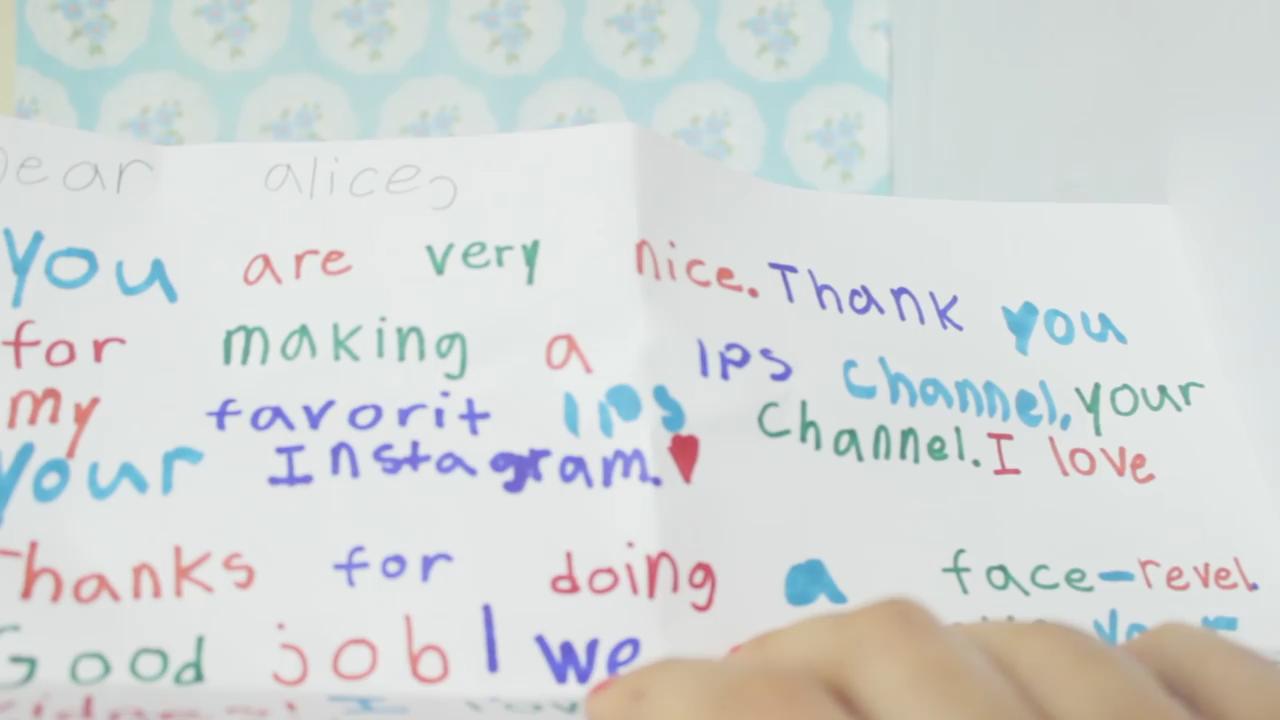 Dear alice,
you are very nice. Thank you
for making a lps channel. your
my favorit lps channel. I love
your Instagram.
Thanks for doing a face-revel.
Good job! we